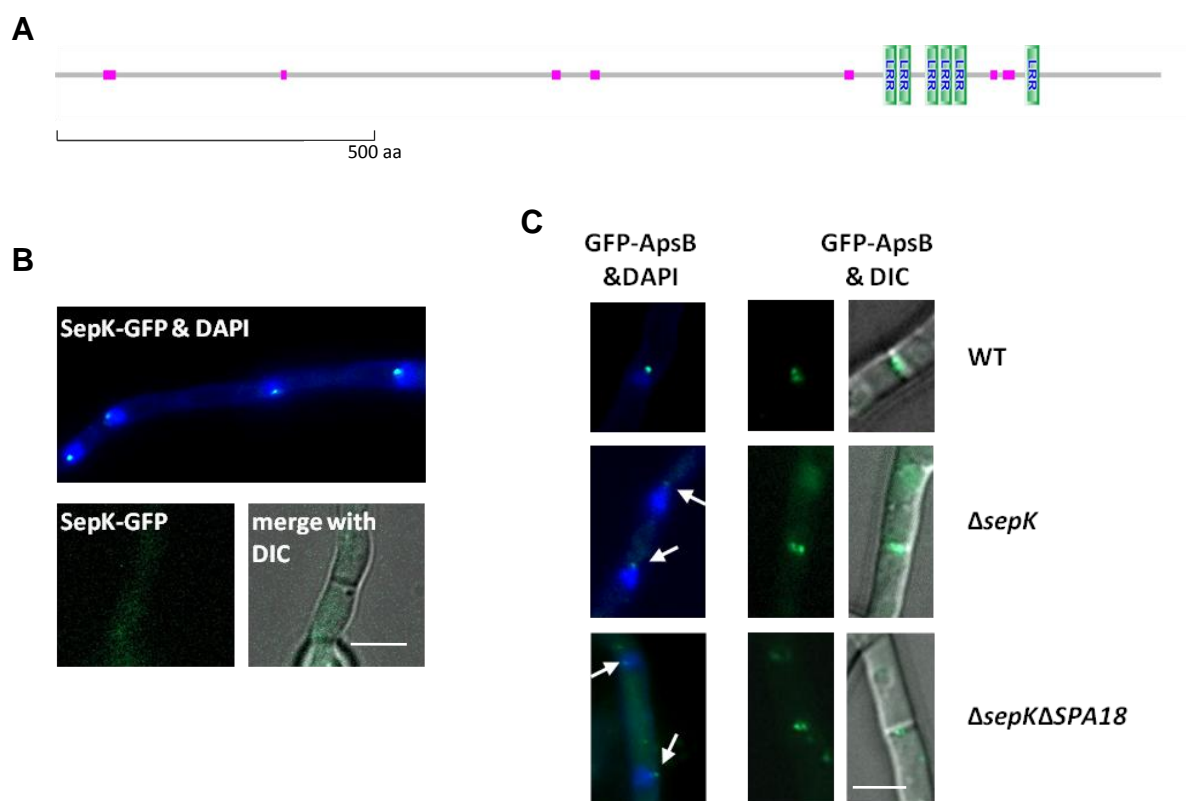 A
LRR LRR LRR LRR LRR LRR
500 aa
B
SepK-GFP & DAPI
SepK-GFP
merge with
DIC
C
GFP-ApsB
&DAPI
GFP-ApsB
& DIC
WT
ΔsepK
ΔsepKΔSPA18